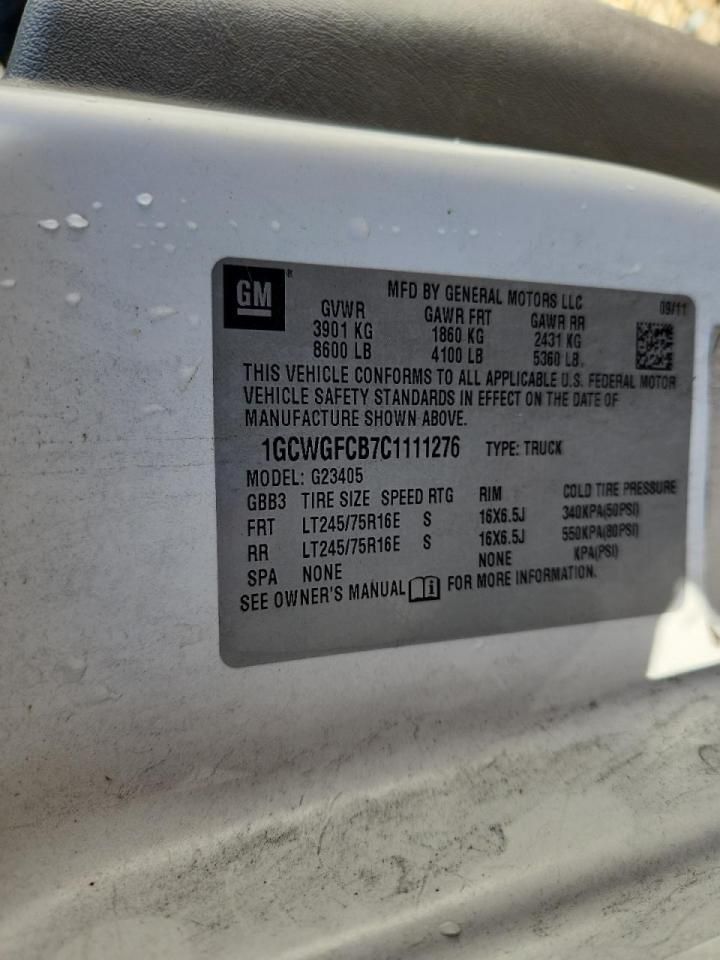 GM ® MFD BY GENERAL MOTORS LLC 09/11
GVWR GAWR FRT GAWR RR
3901 KG 1860 KG 2431 KG
8600 LB 4100 LB 5360 LB.
THIS VEHICLE CONFORMS TO ALL APPLICABLE U.S. FEDERAL MOTOR
VEHICLE SAFETY STANDARDS IN EFFECT ON THE DATE OF
MANUFACTURE SHOWN ABOVE.
1GCWGFCB7C1111276 TYPE: TRUCK
MODEL: G23405
GBB3 TIRE SIZE SPEED RTG RIM COLD TIRE PRESSURE
FRT LT245/75R16E S 16X6.5J 340KPA(50PSI)
RR LT245/75R16E S 16X6.5J 550KPA(80PSI)
SPA NONE NONE KPA(PSI)
SEE OWNER'S MANUAL FOR MORE INFORMATION.